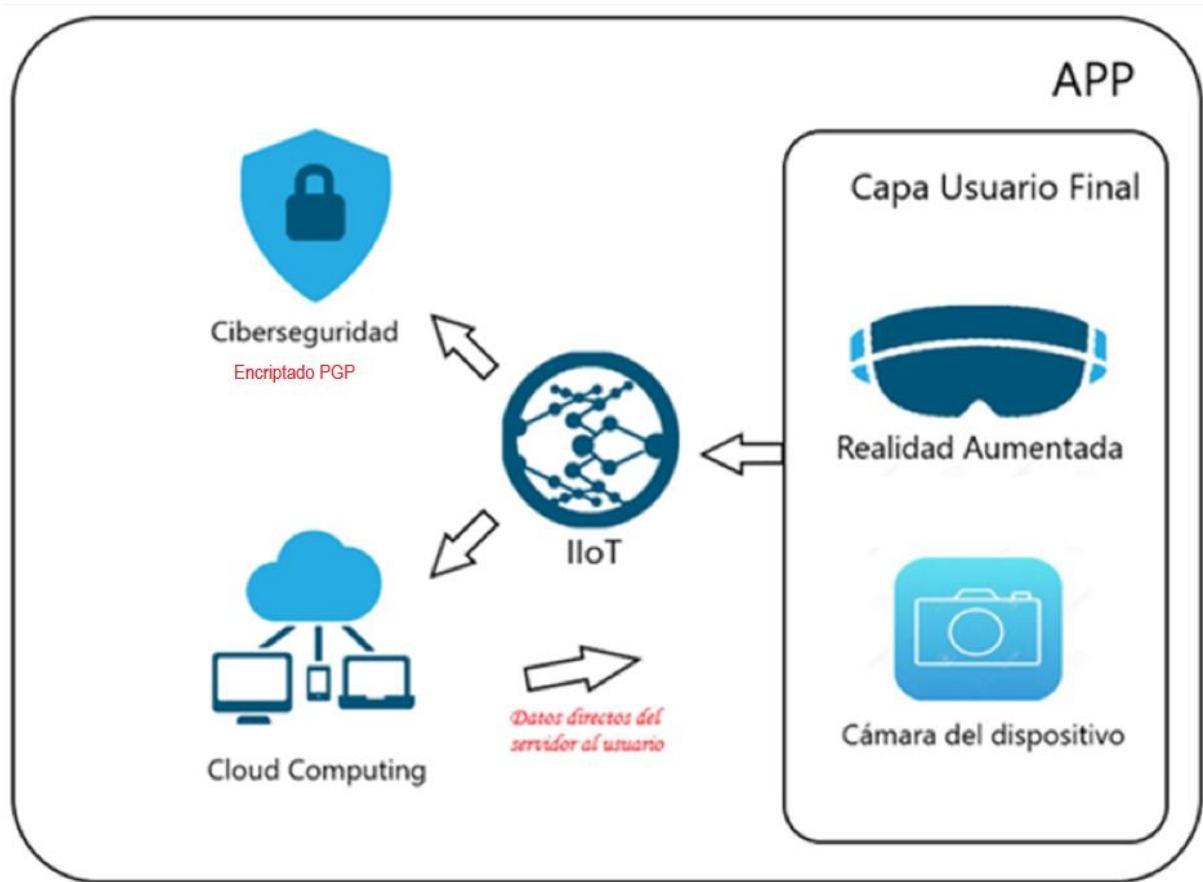 APP
Capa Usuario Final
Ciberseguridad
Encriptado PGP
Realidad Aumentada
IIoT
Datos directos del
servidor al usuario
Cámara del dispositivo
Cloud Computing